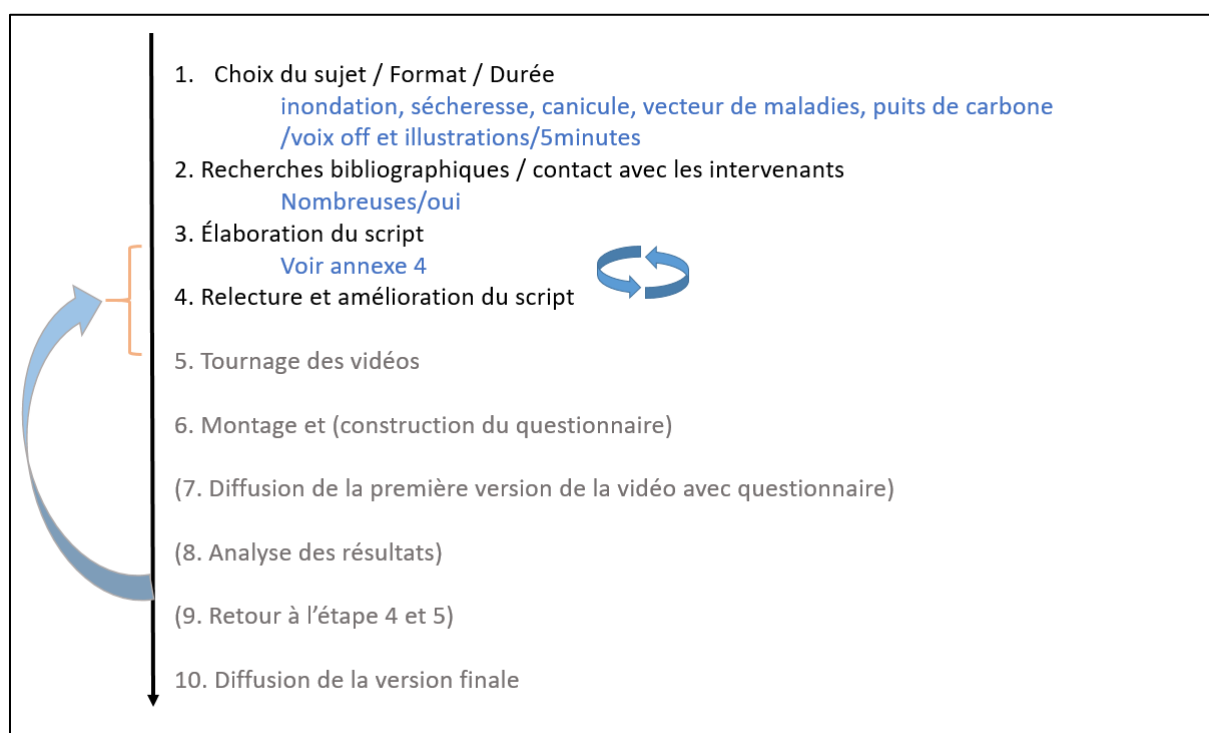 1. Choix du sujet / Format / Durée
inondation, sécheresse, canicule, vecteur de maladies, puits de carbone
/voix off et illustrations/5minutes
2. Recherches bibliographiques / contact avec les intervenants
Nombreuses/oui
3. Élaboration du script
Voir annexe 4
4. Relecture et amélioration du script
5. Tournage des vidéos
6. Montage et (construction du questionnaire)
(7. Diffusion de la première version de la vidéo avec questionnaire)
(8. Analyse des résultats)
(9. Retour à l’étape 4 et 5)
10. Diffusion de la version finale